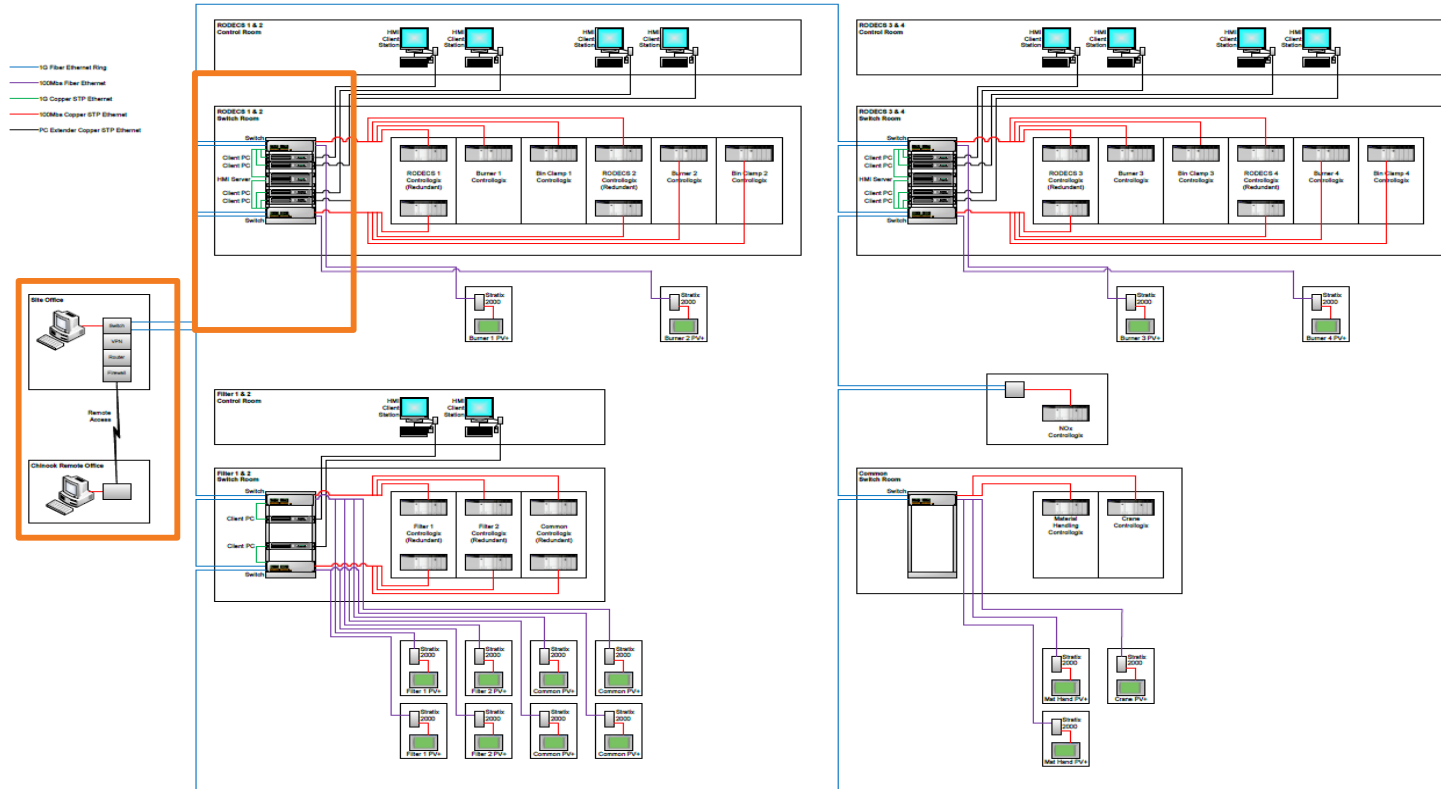 1G Fiber Ethernet Ring
100Mbs Fiber Ethernet
1G Copper STP Ethernet
100Mbs Copper STP Ethernet
PC Extender Copper STP Ethernet
RODECS 1 & 2
Control Room
HMI
Client
Station
HMI
Client
Station
HMI
Client
Station
HMI
Client
Station
RODECS 1 & 2
Switch Room
Switch
Client PC
Client PC
HMI Server
Client PC
Client PC
Switch
RODECS 1
Controllogix
(Redundant)
Burner 1
Controllogix
Bin Clamp 1
Controllogix
RODECS 2
Controllogix
(Redundant)
Burner 2
Controllogix
Bin Clamp 2
Controllogix
Stratix
2000
Burner 1 PV+
Stratix
2000
Burner 2 PV+
RODECS 3 & 4
Control Room
HMI
Client
Station
HMI
Client
Station
HMI
Client
Station
HMI
Client
Station
RODECS 3 & 4
Switch Room
Switch
Client PC
Client PC
HMI Server
Client PC
Client PC
Switch
RODECS 3
Controllogix
(Redundant)
Burner 3
Controllogix
Bin Clamp 3
Controllogix
RODECS 4
Controllogix
(Redundant)
Burner 4
Controllogix
Bin Clamp 4
Controllogix
Stratix
2000
Burner 3 PV+
Stratix
2000
Burner 4 PV+
Site Office
Switch
VPN
Router
Firewall
Remote
Access
Chinook Remote Office
Filter 1 & 2
Control Room
HMI
Client
Station
HMI
Client
Station
Filter 1 & 2
Switch Room
Switch
Client PC
Client PC
Switch
Filter 1
Controllogix
(Redundant)
Filter 2
Controllogix
(Redundant)
Common
Controllogix
(Redundant)
Stratix
2000
Filter 1 PV+
Stratix
2000
Filter 2 PV+
Stratix
2000
Common PV+
Stratix
2000
Common PV+
Stratix
2000
Filter 1 PV+
Stratix
2000
Filter 2 PV+
Stratix
2000
Common PV+
Stratix
2000
Common PV+
NOx
Controllogix
Common
Switch Room
Switch
Material
Handling
Controllogix
Crane
Controllogix
Stratix
2000
Mat Hand PV+
Stratix
2000
Crane PV+
Stratix
2000
Mat Hand PV+